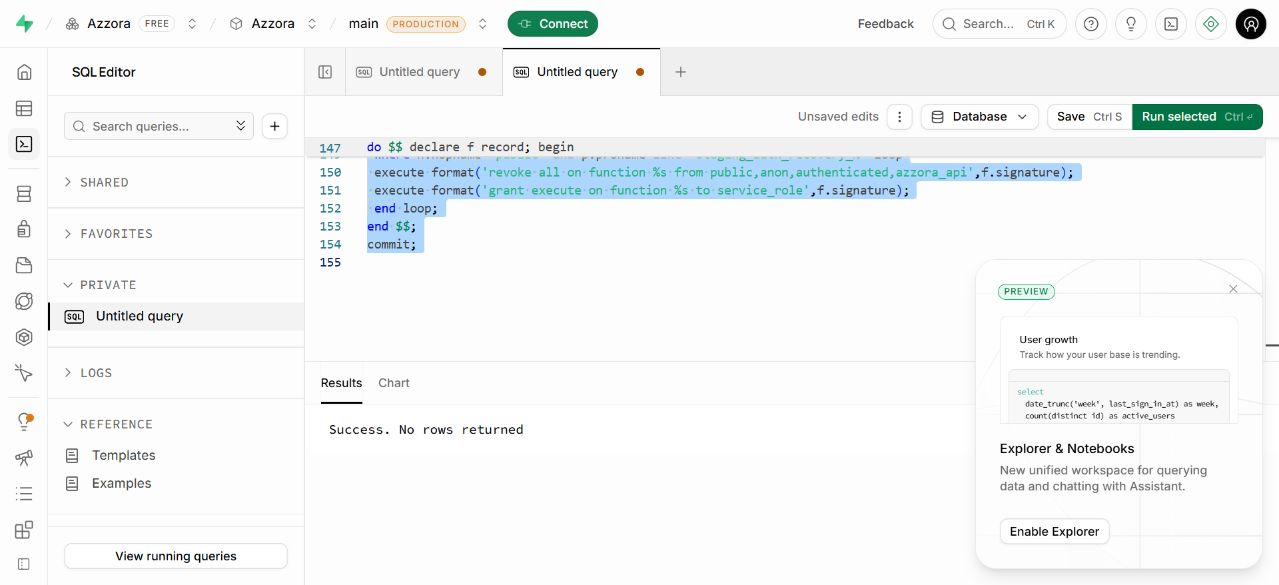 Azzora FREE
Azzora
main PRODUCTION
Connect
Feedback
Search... Ctrl K
SQL Editor
Untitled query
Untitled query
Search queries...
Unsaved edits
Database
Save Ctrl S
Run selected Ctrl ↵
SHARED
FAVORITES
PRIVATE
SQL Untitled query
LOGS
REFERENCE
Templates
Examples
View running queries
147 do $$ declare f record; begin
150 execute format('revoke all on function %s from public,anon,authenticated,azzora_api',f.signature);
151 execute format('grant execute on function %s to service_role',f.signature);
152 end loop;
153 end $$;
154 commit;
155
Results Chart
Success. No rows returned
PREVIEW
User growth
Track how your user base is trending.
select
date_trunc('week', last_sign_in_at) as week,
count(distinct id) as active_users
Explorer & Notebooks
New unified workspace for querying
data and chatting with Assistant.
Enable Explorer